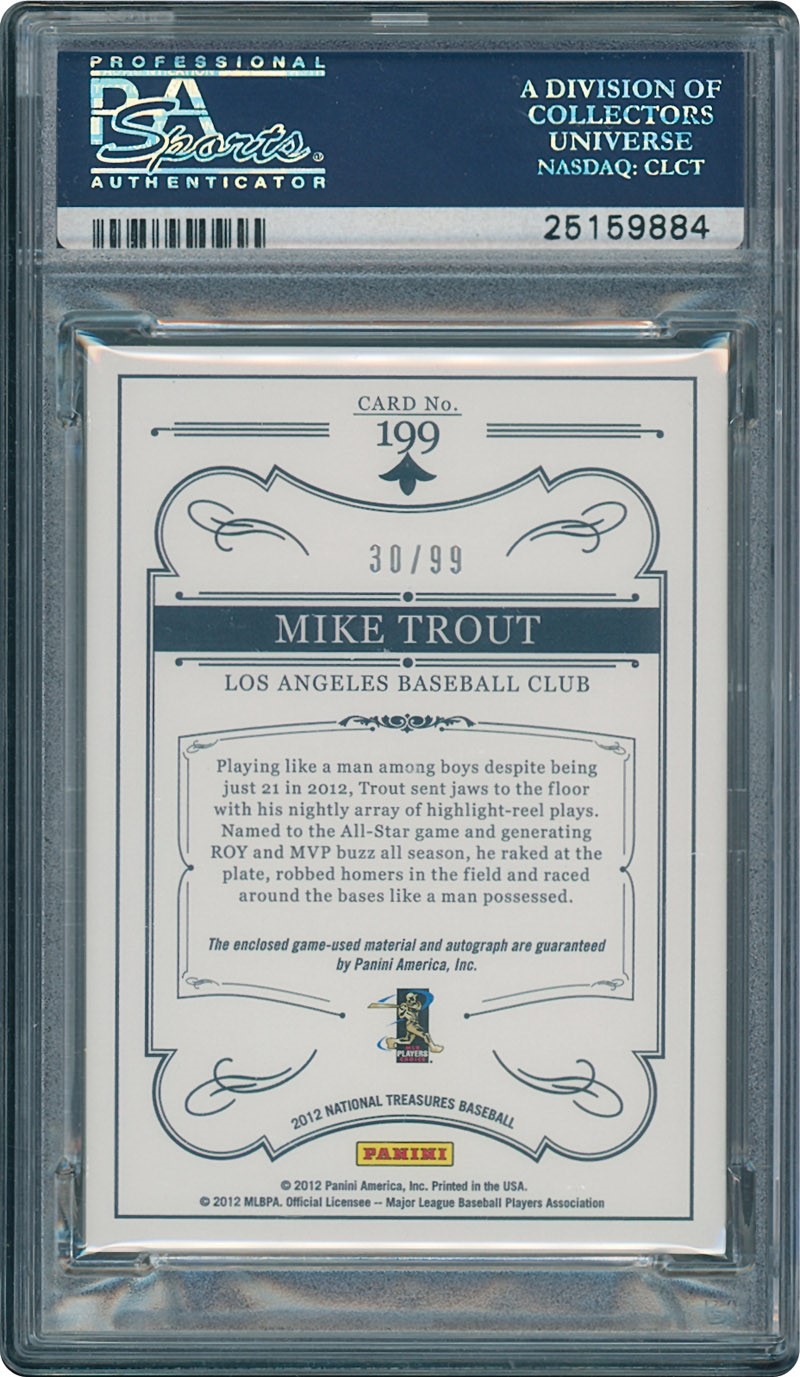 PROFESSIONAL
PSA
Sports
AUTHENTICATOR
A DIVISION OF
COLLECTORS
UNIVERSE
NASDAQ: CLCT
25159884
CARD No.
199
30/99
MIKE TROUT
LOS ANGELES BASEBALL CLUB
Playing like a man among boys despite being
just 21 in 2012, Trout sent jaws to the floor
with his nightly array of highlight-reel plays.
Named to the All-Star game and generating
ROY and MVP buzz all season, he raked at the
plate, robbed homers in the field and raced
around the bases like a man possessed.
The enclosed game-used material and autograph are guaranteed
by Panini America, Inc.
MLB
PLAYERS
CHOICE
2012 NATIONAL TREASURES BASEBALL
PANINI
© 2012 Panini America, Inc. Printed in the USA.
© 2012 MLBPA. Official Licensee -- Major League Baseball Players Association